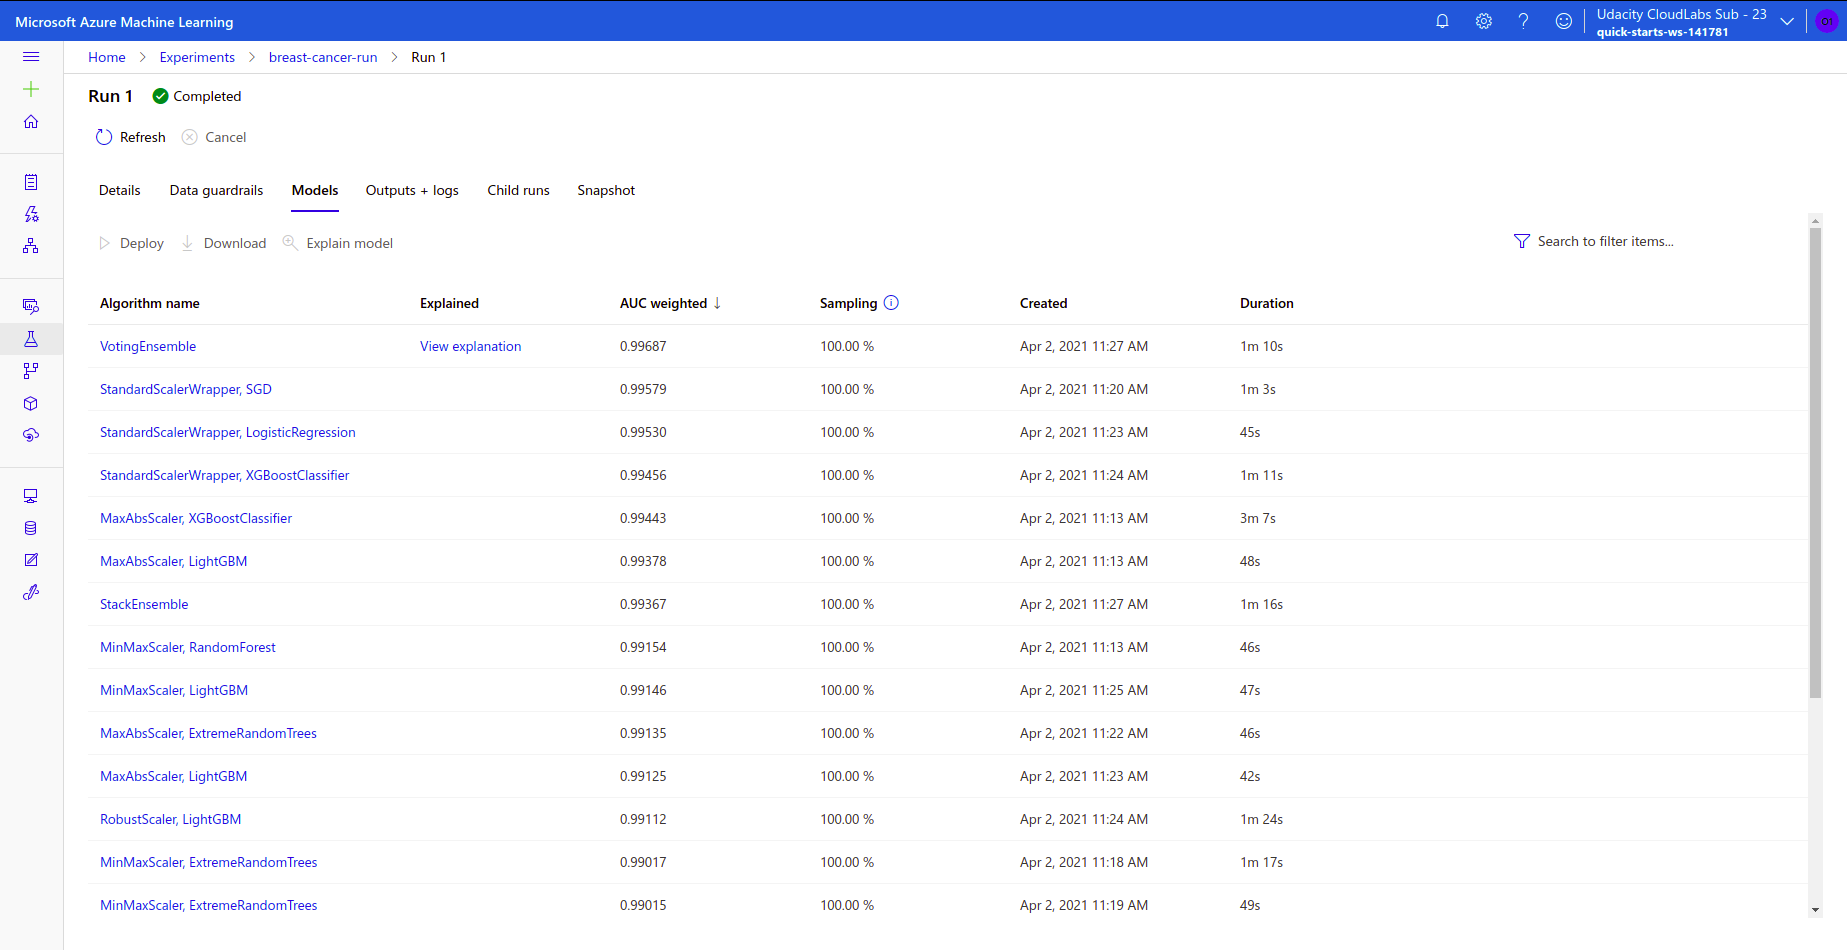 Microsoft Azure Machine Learning
Udacity CloudLabs Sub - 23
quick-starts-ws-141781
01
Home > Experiments > breast-cancer-run > Run 1
Run 1 Completed
Refresh Cancel
Details Data guardrails Models Outputs + logs Child runs Snapshot
Deploy Download Explain model Search to filter items...
Algorithm name Explained AUC weighted ↓ Sampling Created Duration
VotingEnsemble View explanation 0.99687 100.00 % Apr 2, 2021 11:27 AM 1m 10s
StandardScalerWrapper, SGD 0.99579 100.00 % Apr 2, 2021 11:20 AM 1m 3s
StandardScalerWrapper, LogisticRegression 0.99530 100.00 % Apr 2, 2021 11:23 AM 45s
StandardScalerWrapper, XGBoostClassifier 0.99456 100.00 % Apr 2, 2021 11:24 AM 1m 11s
MaxAbsScaler, XGBoostClassifier 0.99443 100.00 % Apr 2, 2021 11:13 AM 3m 7s
MaxAbsScaler, LightGBM 0.99378 100.00 % Apr 2, 2021 11:13 AM 48s
StackEnsemble 0.99367 100.00 % Apr 2, 2021 11:27 AM 1m 16s
MinMaxScaler, RandomForest 0.99154 100.00 % Apr 2, 2021 11:13 AM 46s
MinMaxScaler, LightGBM 0.99146 100.00 % Apr 2, 2021 11:25 AM 47s
MaxAbsScaler, ExtremeRandomTrees 0.99135 100.00 % Apr 2, 2021 11:22 AM 46s
MaxAbsScaler, LightGBM 0.99125 100.00 % Apr 2, 2021 11:23 AM 42s
RobustScaler, LightGBM 0.99112 100.00 % Apr 2, 2021 11:24 AM 1m 24s
MinMaxScaler, ExtremeRandomTrees 0.99017 100.00 % Apr 2, 2021 11:18 AM 1m 17s
MinMaxScaler, ExtremeRandomTrees 0.99015 100.00 % Apr 2, 2021 11:19 AM 49s